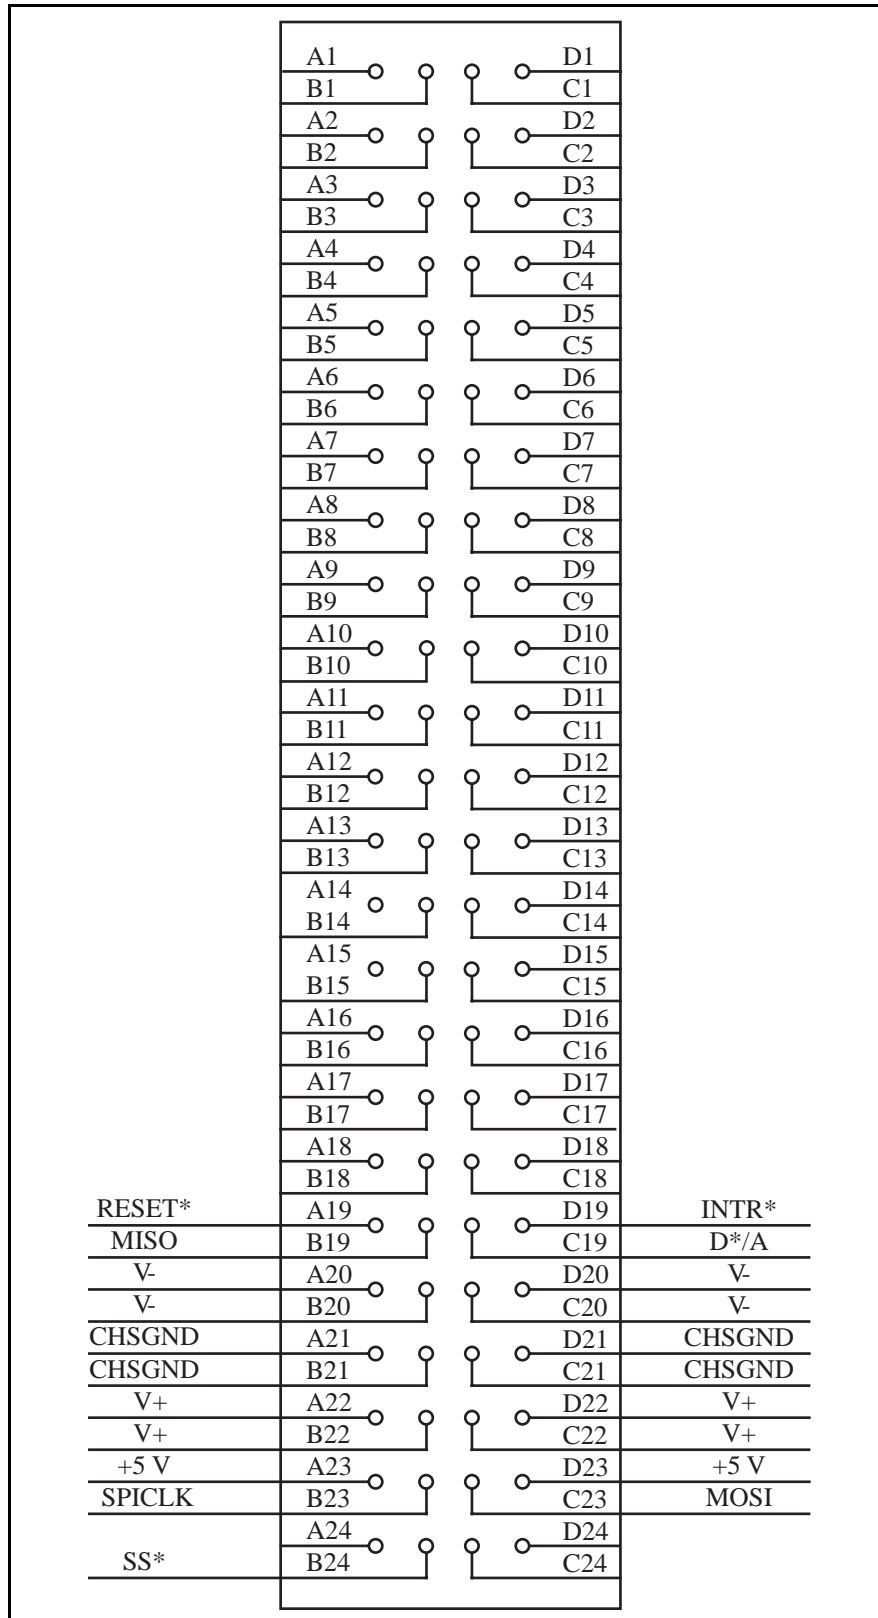 A1 D1
B1 C1
A2 D2
B2 C2
A3 D3
B3 C3
A4 D4
B4 C4
A5 D5
B5 C5
A6 D6
B6 C6
A7 D7
B7 C7
A8 D8
B8 C8
A9 D9
B9 C9
A10 D10
B10 C10
A11 D11
B11 C11
A12 D12
B12 C12
A13 D13
B13 C13
A14 D14
B14 C14
A15 D15
B15 C15
A16 D16
B16 C16
A17 D17
B17 C17
A18 D18
B18 C18
RESET* A19 D19 INTR*
MISO B19 C19 D*/A
V- A20 D20 V-
V- B20 C20 V-
CHSGND A21 D21 CHSGND
CHSGND B21 C21 CHSGND
V+ A22 D22 V+
V+ B22 C22 V+
+5 V A23 D23 +5 V
SPICLK B23 C23 MOSI
A24 D24
SS* B24 C24